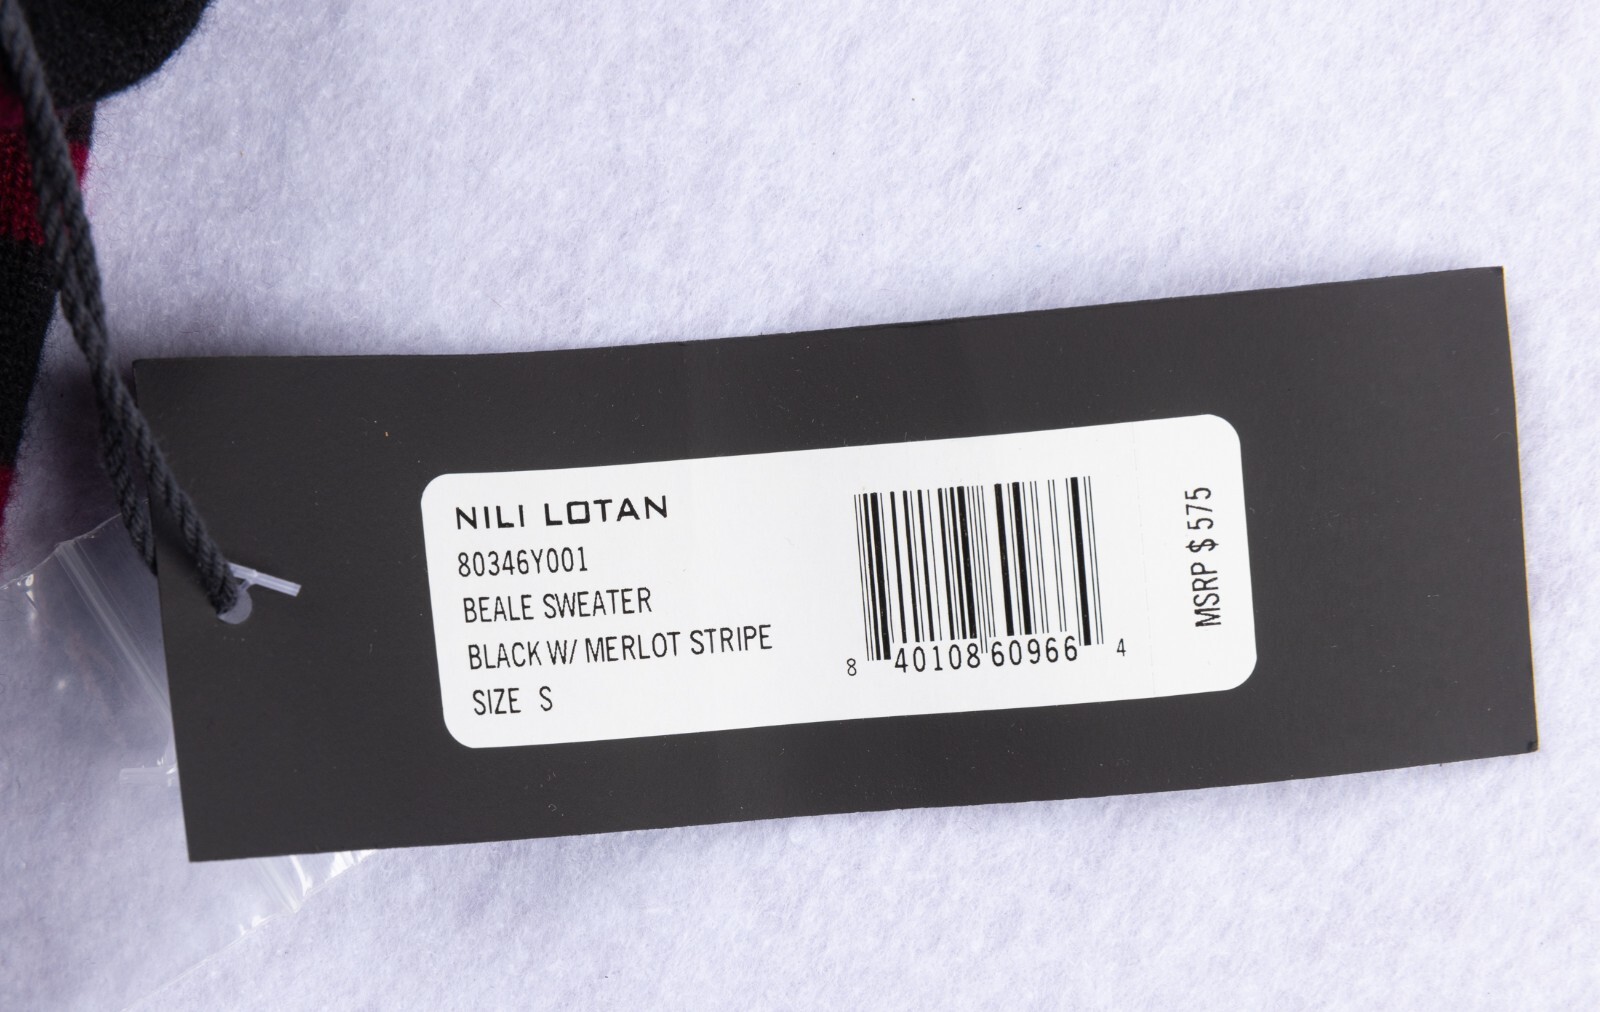 NILI LOTAN
80346Y001
BEALE SWEATER
BLACK W/ MERLOT STRIPE
SIZE S
8 40108 60966 4
MSRP $ 575